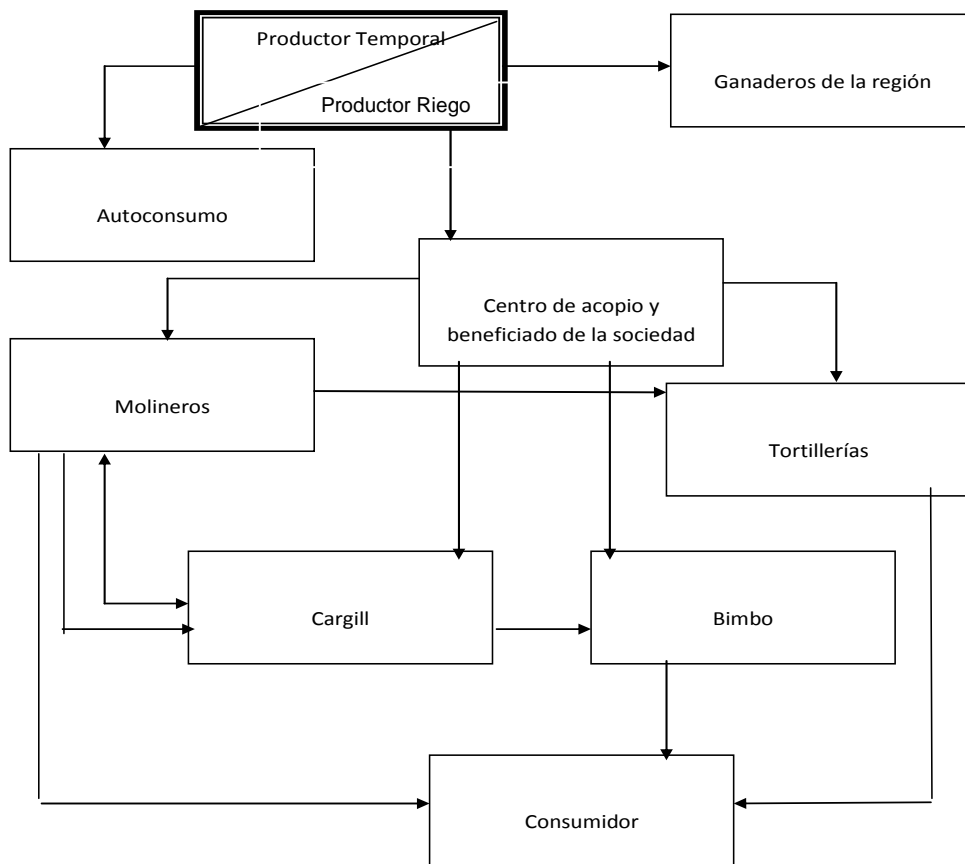 Productor Temporal
Productor Riego
Ganaderos de la región
Autoconsumo
Centro de acopio y
beneficiado de la sociedad
Molineros
Tortillerías
Cargill
Bimbo
Consumidor